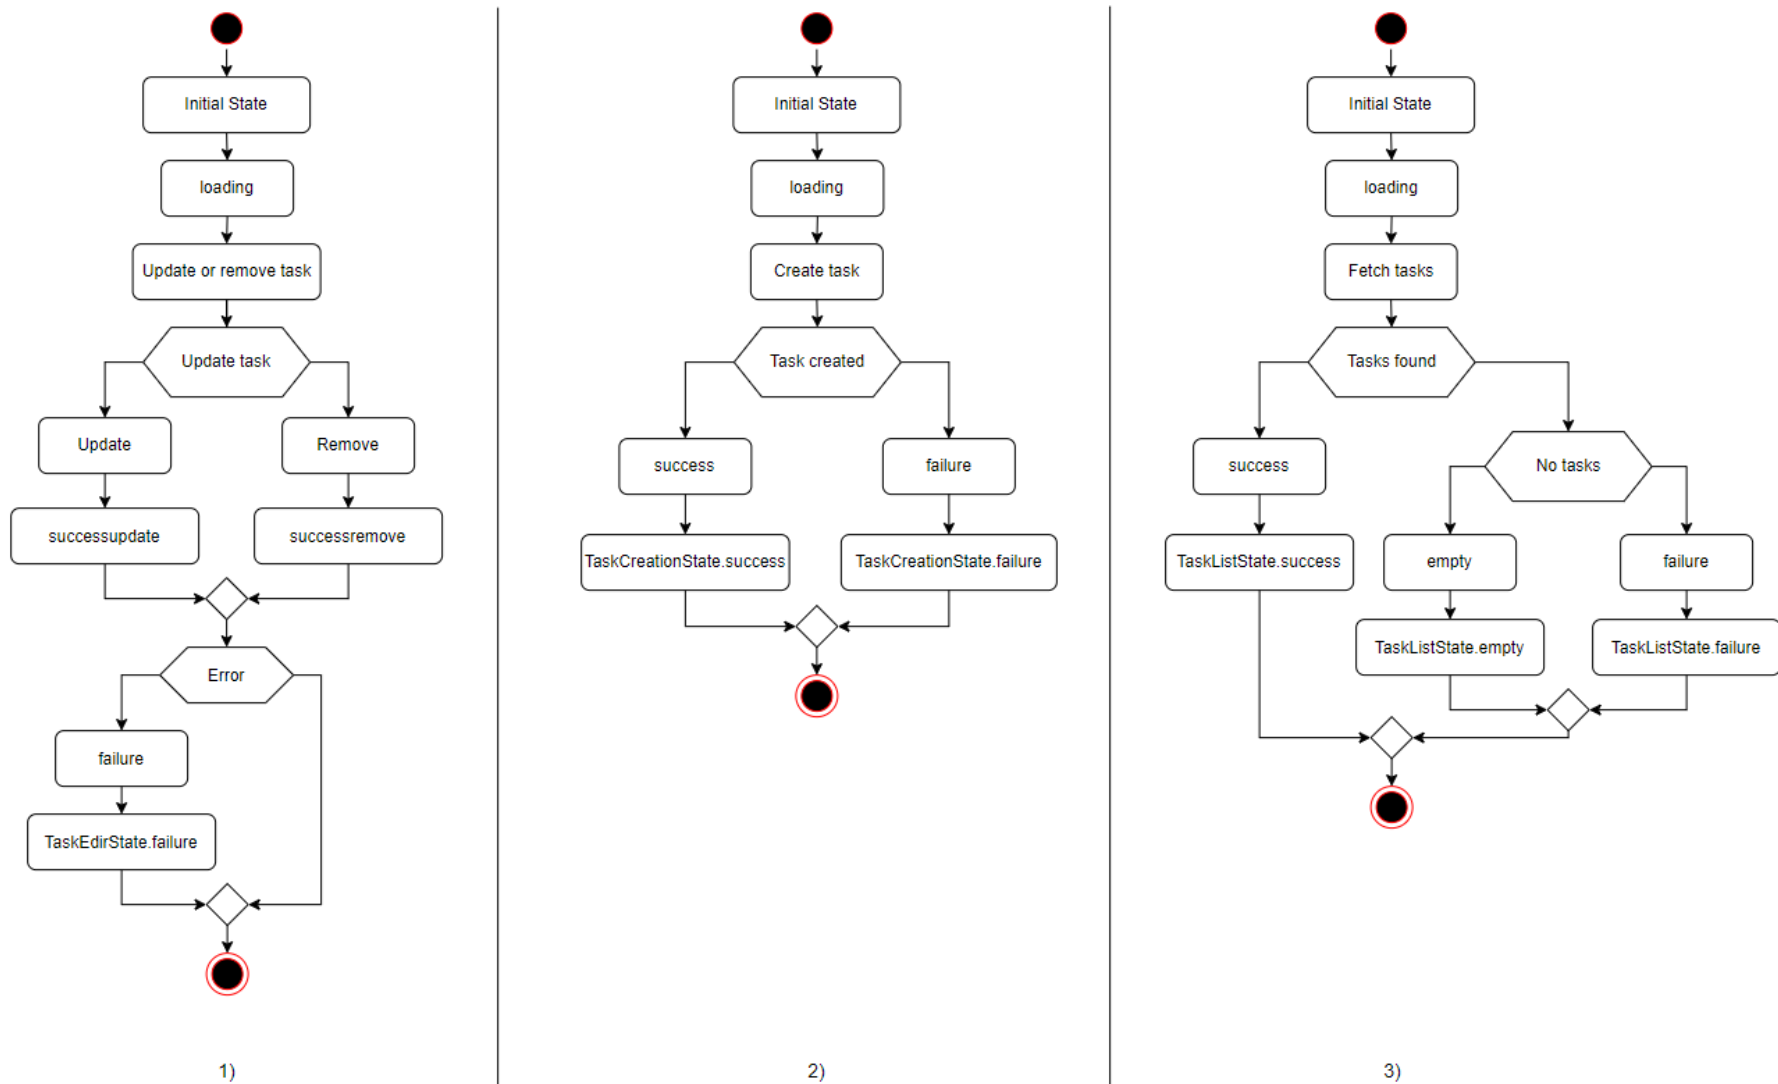 Initial State
loading
Update or remove task
Update task
Update
Remove
successupdate
successremove
Error
failure
TaskEdirState.failure
1)
Initial State
loading
Create task
Task created
success
failure
TaskCreationState.success
TaskCreationState.failure
2)
Initial State
loading
Fetch tasks
Tasks found
success
No tasks
TaskListState.success
empty
failure
TaskListState.empty
TaskListState.failure
3)